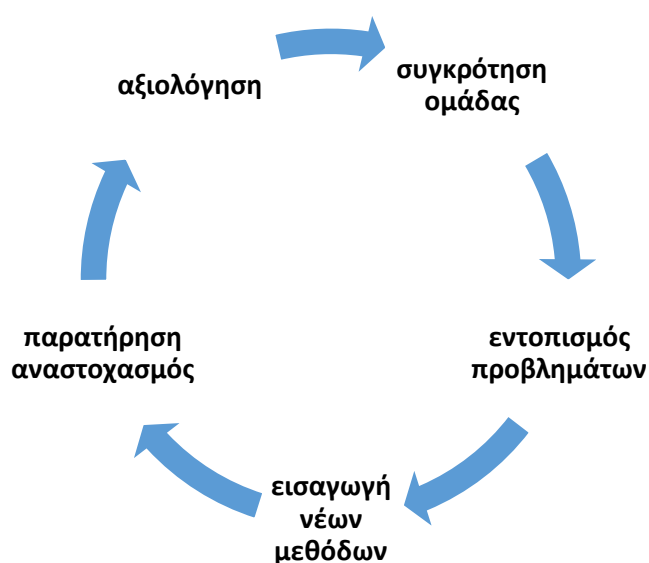 αξιολόγηση
συγκρότηση
ομάδας
εντοπισμός
προβλημάτων
εισαγωγή
νέων
μεθόδων
παρατήρηση
αναστοχασμός